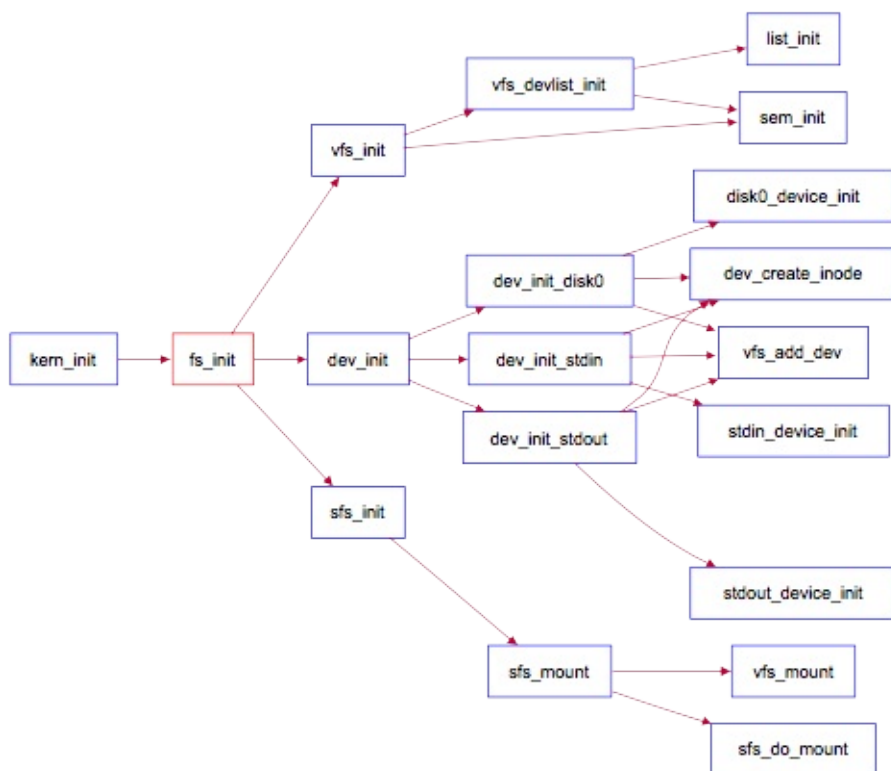 list_init
vfs_devlist_init
sem_init
vfs_init
disk0_device_init
dev_init_disk0
dev_create_inode
kern_init
fs_init
dev_init
dev_init_stdin
vfs_add_dev
dev_init_stdout
stdin_device_init
sfs_init
stdout_device_init
sfs_mount
vfs_mount
sfs_do_mount